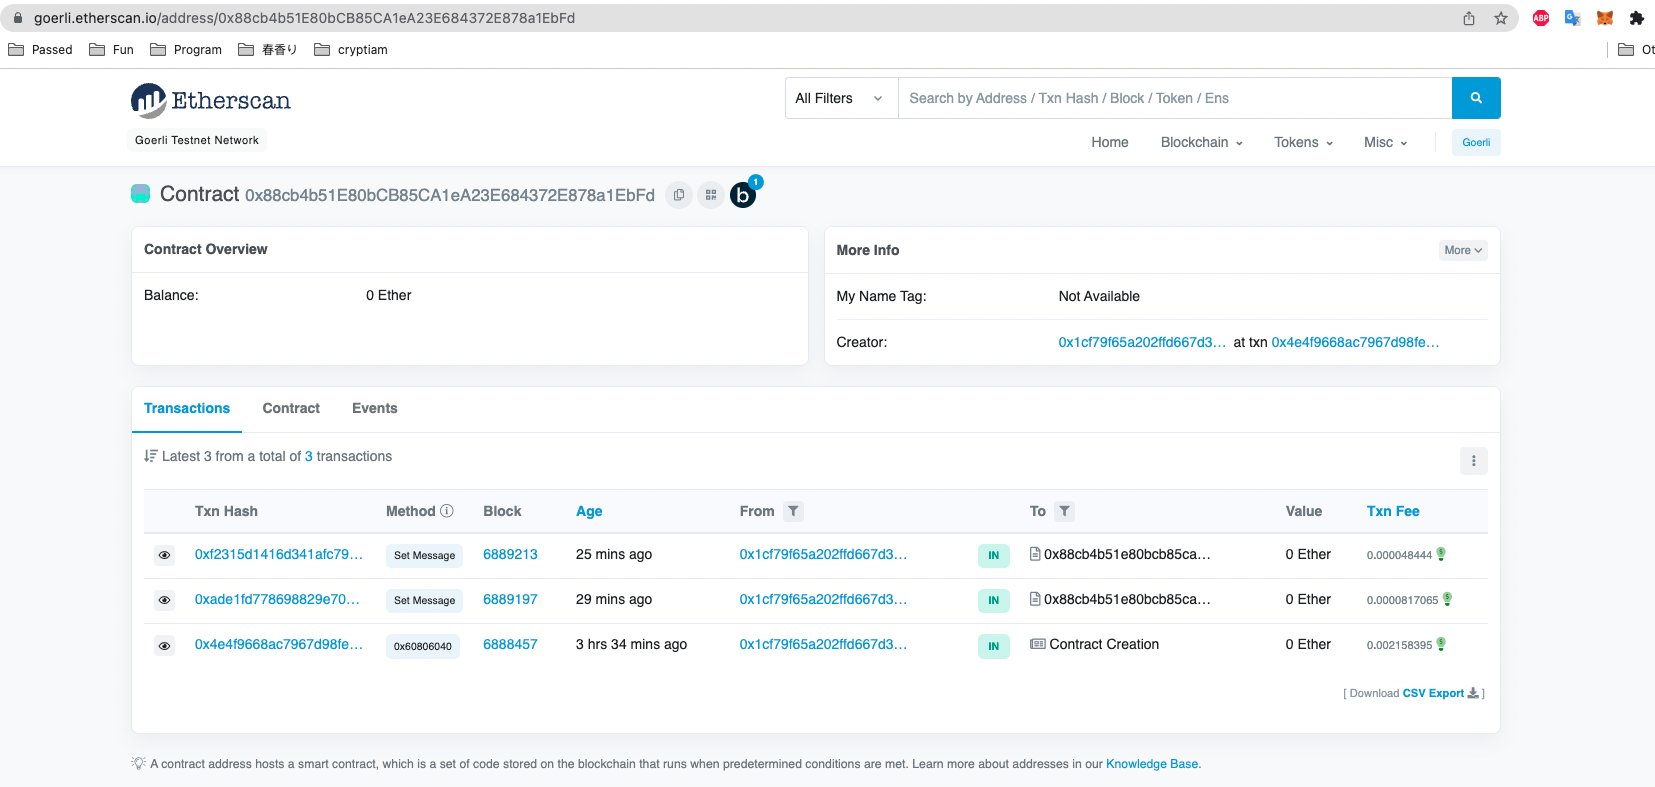 goerli.etherscan.io/address/0x88cb4b51E80bCB85CA1eA23E684372E878a1EbFd
ABP
Passed Fun Program 春香り cryptiam Ot
Etherscan
Goerli Testnet Network
All Filters Search by Address / Txn Hash / Block / Token / Ens
Home Blockchain Tokens Misc Goerli
Contract 0x88cb4b51E80bCB85CA1eA23E684372E878a1EbFd b 1
Contract Overview
Balance: 0 Ether
More Info More
My Name Tag: Not Available
Creator: 0x1cf79f65a202ffd667d3... at txn 0x4e4f9668ac7967d98fe...
Transactions Contract Events
Latest 3 from a total of 3 transactions
Txn Hash Method Block Age From To Value Txn Fee
0xf2315d1416d341afc79... Set Message 6889213 25 mins ago 0x1cf79f65a202ffd667d3... IN 0x88cb4b51e80bcb85ca... 0 Ether 0.000048444
0xade1fd778698829e70... Set Message 6889197 29 mins ago 0x1cf79f65a202ffd667d3... IN 0x88cb4b51e80bcb85ca... 0 Ether 0.0000817065
0x4e4f9668ac7967d98fe... 0x60806040 6888457 3 hrs 34 mins ago 0x1cf79f65a202ffd667d3... IN Contract Creation 0 Ether 0.002158395
[ Download CSV Export ]
A contract address hosts a smart contract, which is a set of code stored on the blockchain that runs when predetermined conditions are met. Learn more about addresses in our Knowledge Base.